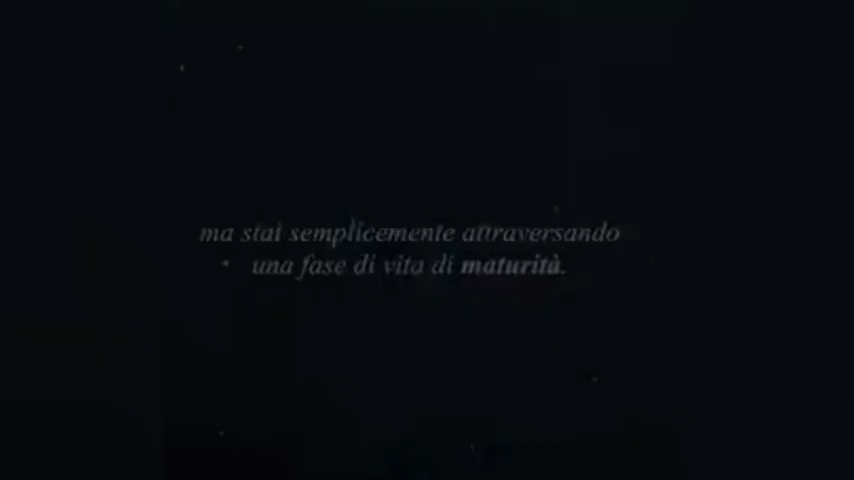 ma stai semplicemente attraversando
una fase di vita di maturità.